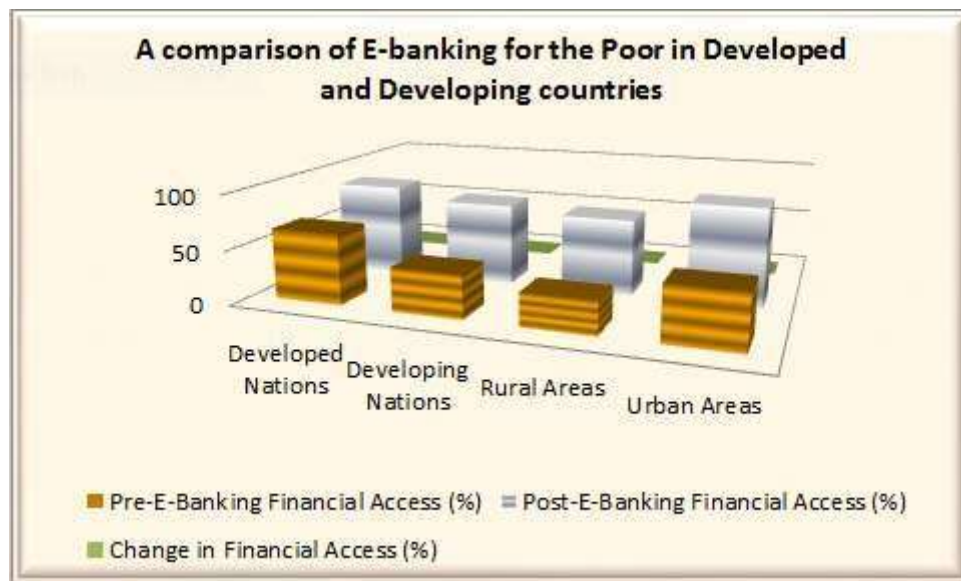 A comparison of E-banking for the Poor in Developed
and Developing countries
100
50
0
Developed
Nations
Developing
Nations
Rural Areas
Urban Areas
Pre-E-Banking Financial Access (%) Post-E-Banking Financial Access (%)
Change in Financial Access (%)